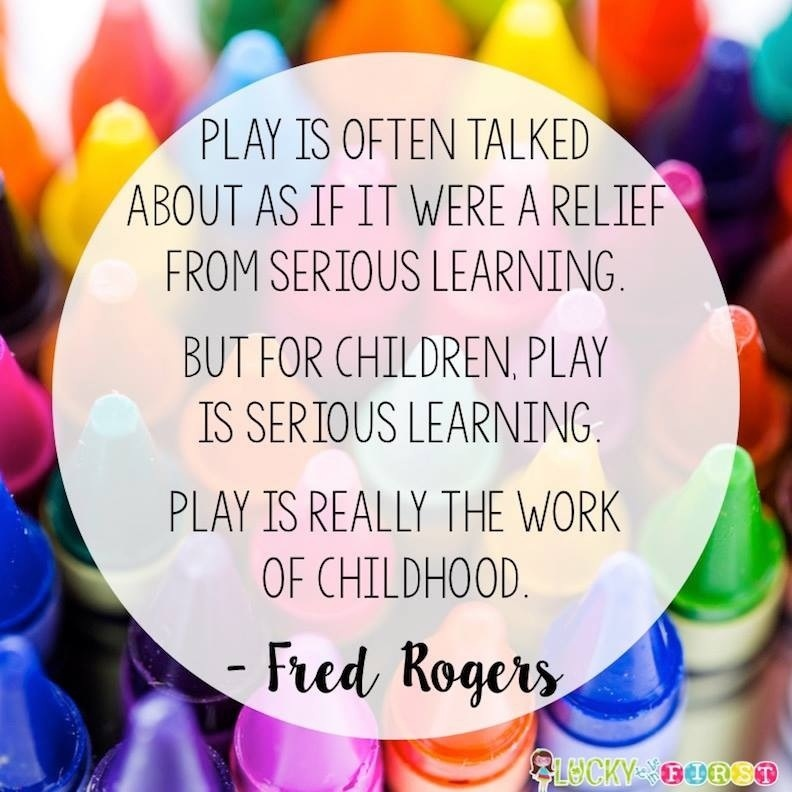 PLAY IS OFTEN TALKED
ABOUT AS IF IT WERE A RELIEF
FROM SERIOUS LEARNING.
BUT FOR CHILDREN, PLAY
IS SERIOUS LEARNING.
PLAY IS REALLY THE WORK
OF CHILDHOOD.
- Fred Rogers
LUCKY FIRST